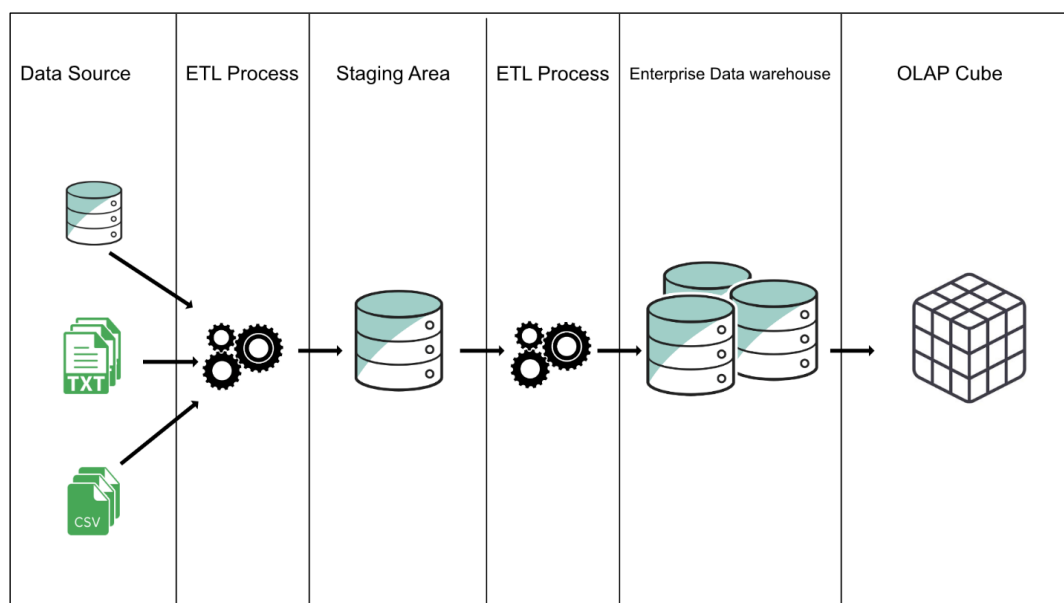 Data Source
ETL Process
Staging Area
ETL Process
Enterprise Data warehouse
OLAP Cube
TXT
CSV